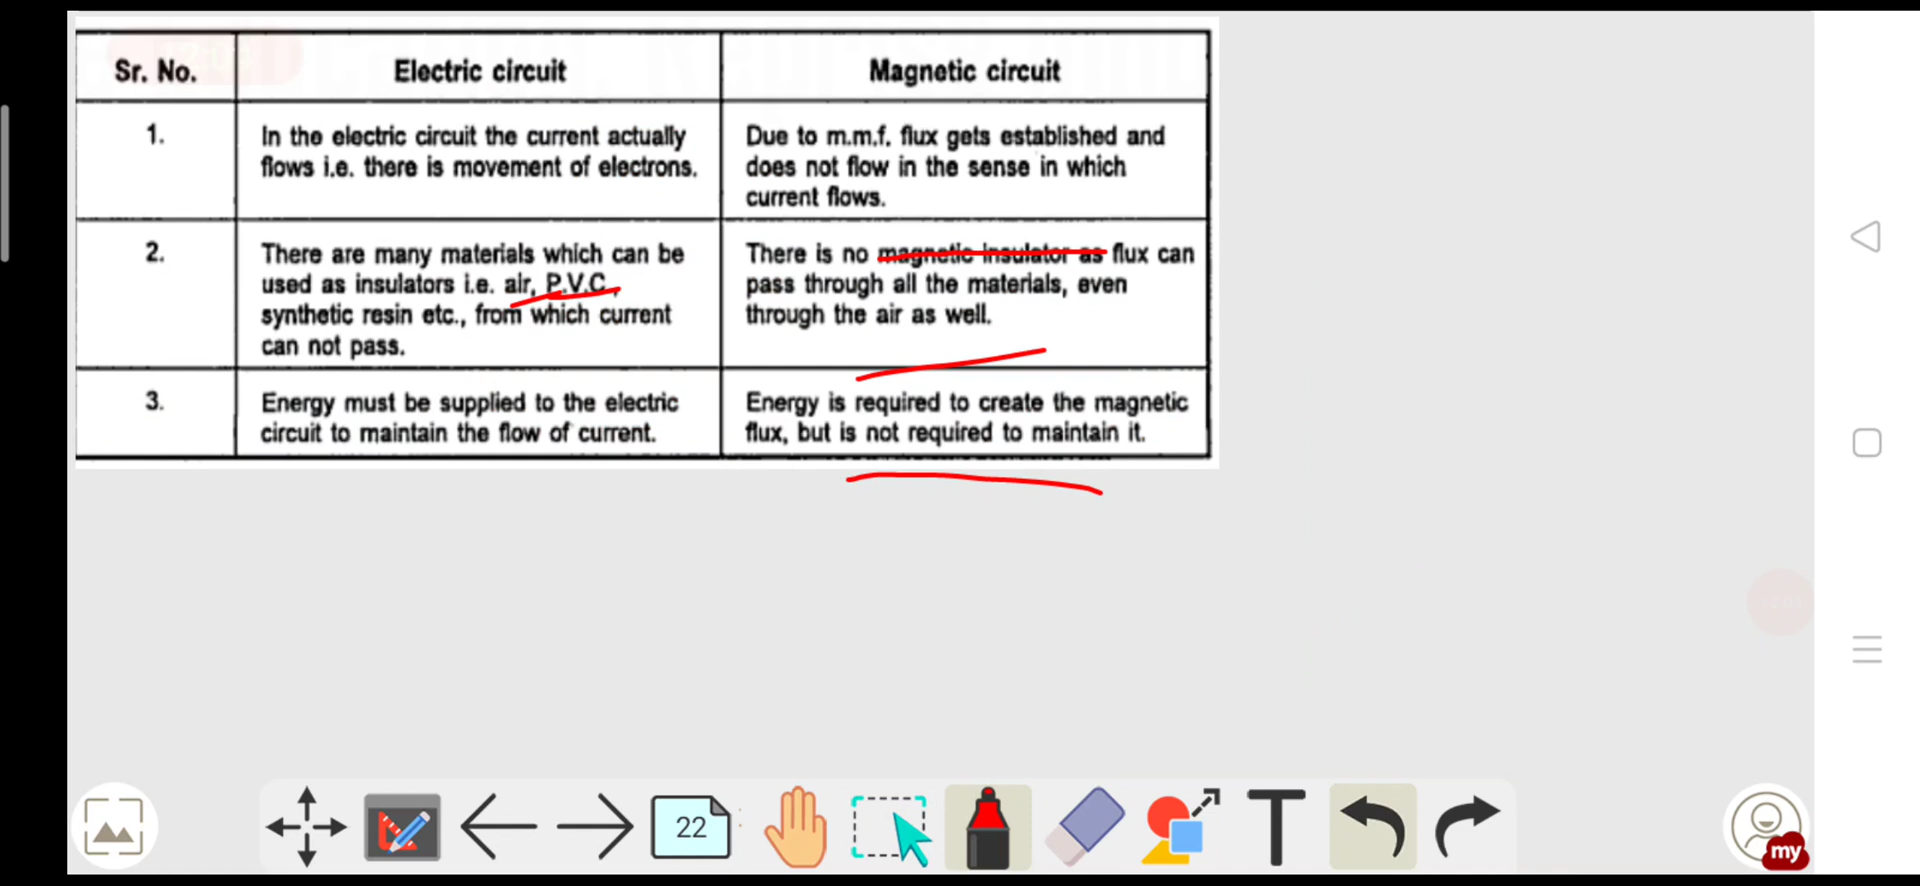 Sr. No.
Electric circuit
Magnetic circuit
1.
In the electric circuit the current actually
flows i.e. there is movement of electrons.
Due to m.m.f. flux gets established and
does not flow in the sense in which
current flows.
2.
There are many materials which can be
used as insulators i.e. air, P.V.C.,
synthetic resin etc., from which current
can not pass.
There is no magnetic insulator as flux can
pass through all the materials, even
through the air as well.
3.
Energy must be supplied to the electric
circuit to maintain the flow of current.
Energy is required to create the magnetic
flux, but is not required to maintain it.
22
T
my